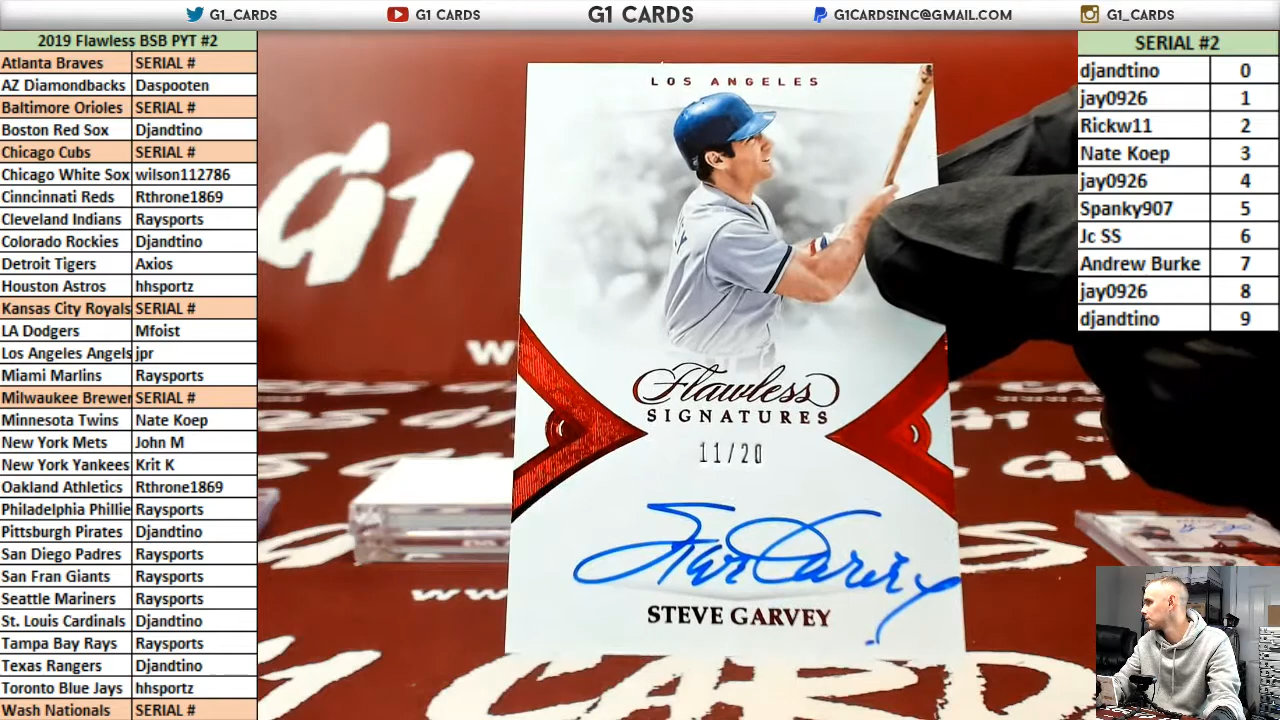 G1_CARDS G1 CARDS G1 CARDS G1CARDSINC@GMAIL.COM G1_CARDS
2019 Flawless BSB PYT #2
Atlanta Braves SERIAL #
AZ Diamondbacks Daspooten
Baltimore Orioles SERIAL #
Boston Red Sox Djandtino
Chicago Cubs SERIAL #
Chicago White Sox wilson112786
Cinncinnati Reds Rthrone1869
Cleveland Indians Raysports
Colorado Rockies Djandtino
Detroit Tigers Axios
Houston Astros hhsportz
Kansas City Royals SERIAL #
LA Dodgers Mfoist
Los Angeles Angels jpr
Miami Marlins Raysports
Milwaukee Brewer SERIAL #
Minnesota Twins Nate Koep
New York Mets John M
New York Yankees Krit K
Oakland Athletics Rthrone1869
Philadelphia Phillie Raysports
Pittsburgh Pirates Djandtino
San Diego Padres Raysports
San Fran Giants Raysports
Seattle Mariners Raysports
St. Louis Cardinals Djandtino
Tampa Bay Rays Raysports
Texas Rangers Djandtino
Toronto Blue Jays hhsportz
Wash Nationals SERIAL #
G1
LOS ANGELES
Flawless
SIGNATURES
11/20
Steve Garvey
STEVE GARVEY
G1 CARDS
SERIAL #2
djandtino 0
jay0926 1
Rickw11 2
Nate Koep 3
jay0926 4
Spanky907 5
Jc SS 6
Andrew Burke 7
jay0926 8
djandtino 9